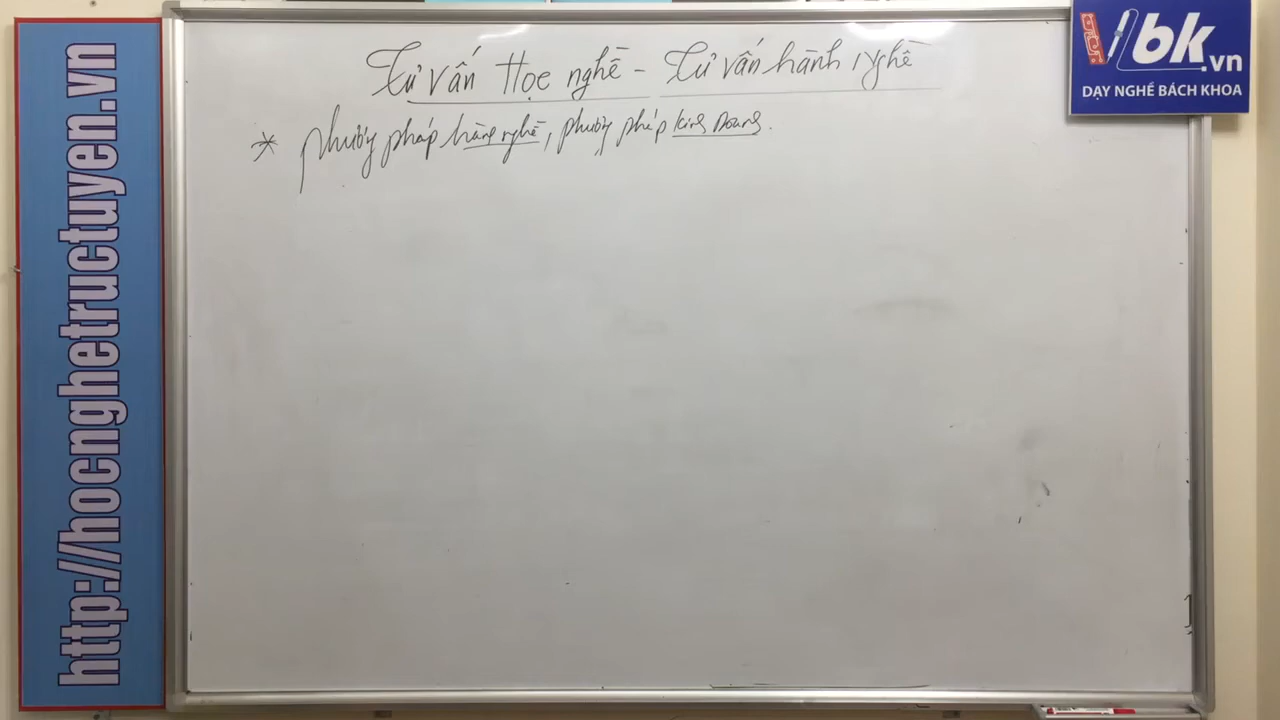 http://hocnghetructuyen.vn
Tư vấn Học nghề - Tư vấn hành nghề
* phương pháp hành nghề, phương pháp kinh Doanh.
bk.vn
DẠY NGHỀ BÁCH KHOA